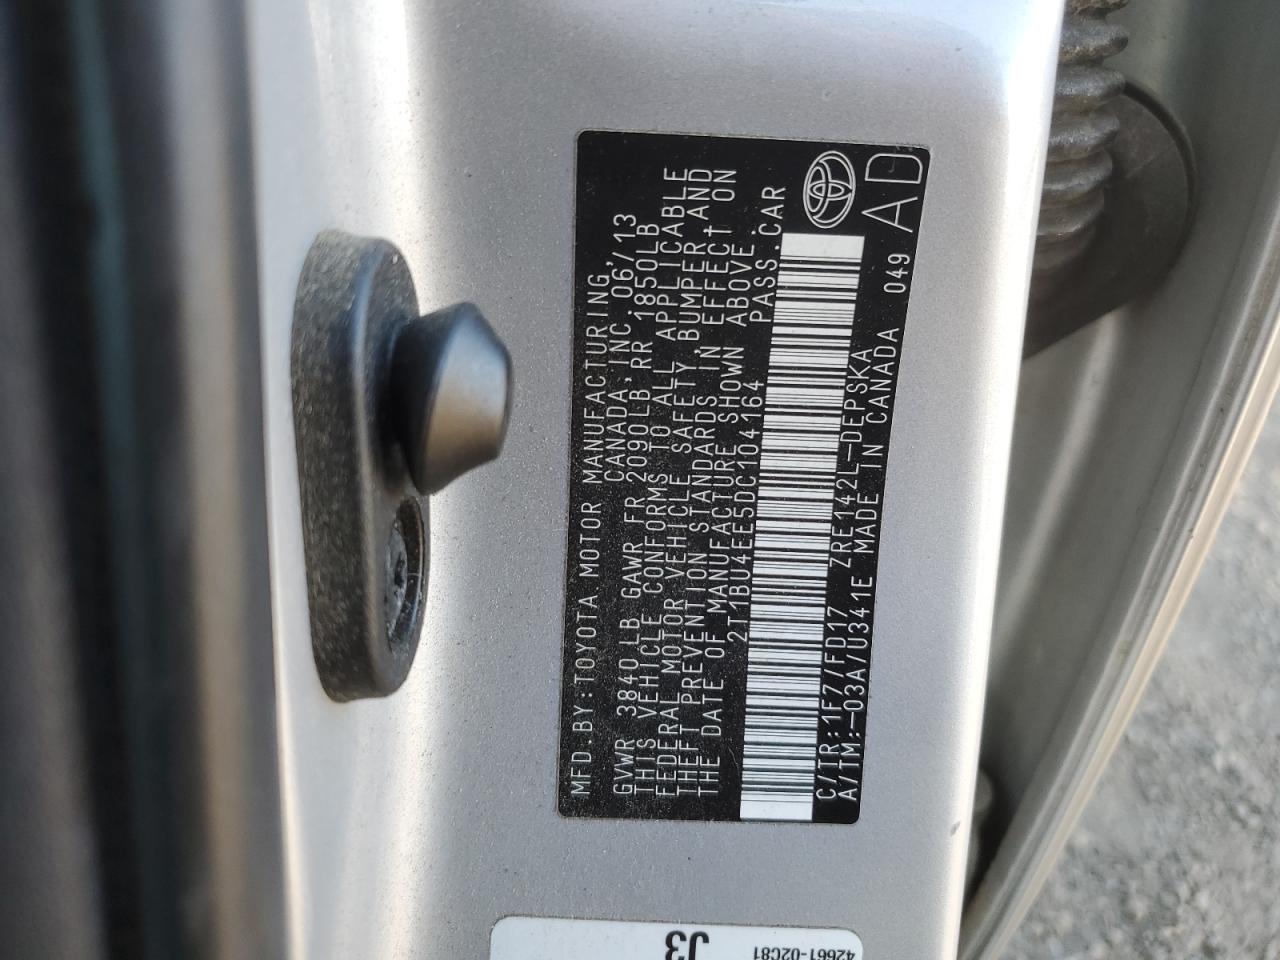 MFD.BY:TOYOTA MOTOR MANUFACTURING,
CANADA,INC. 06/13
GVWR 3840 LB GAWR FR 2090LB,RR 1850LB
THIS VEHICLE CONFORMS TO ALL APPLICABLE
FEDERAL MOTOR VEHICLE SAFETY,BUMPER,AND
THEFT PREVENTION STANDARDS IN EFFECT ON
THE DATE OF MANUFACTURE SHOWN ABOVE.
2T1BU4EE5DC104164 PASS.CAR
C/TR:1F7/FD17 ZRE142L-DEPSKA
A/TM:-03A/U341E MADE IN CANADA 049
AD
J3
42661-02C81